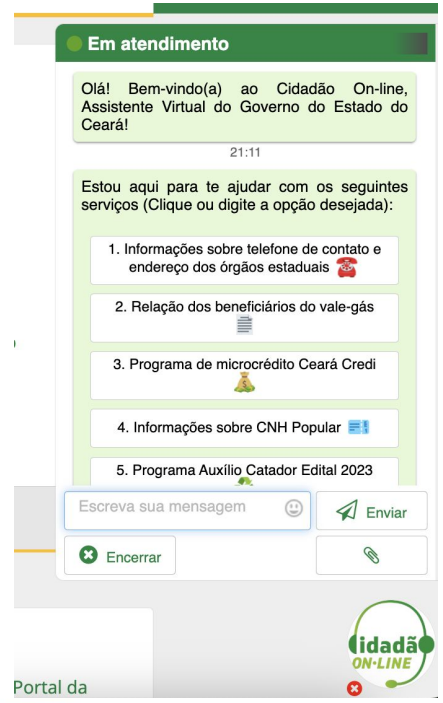 Em atendimento
Olá! Bem-vindo(a) ao Cidadão On-line,
Assistente Virtual do Governo do Estado do
Ceará!
21:11
Estou aqui para te ajudar com os seguintes
serviços (Clique ou digite a opção desejada):
1. Informações sobre telefone de contato e
endereço dos órgãos estaduais
2. Relação dos beneficiários do vale-gás
3. Programa de microcrédito Ceará Credi
4. Informações sobre CNH Popular
5. Programa Auxílio Catador Edital 2023
Escreva sua mensagem
Enviar
Encerrar
Cidadão
ON-LINE
Portal da